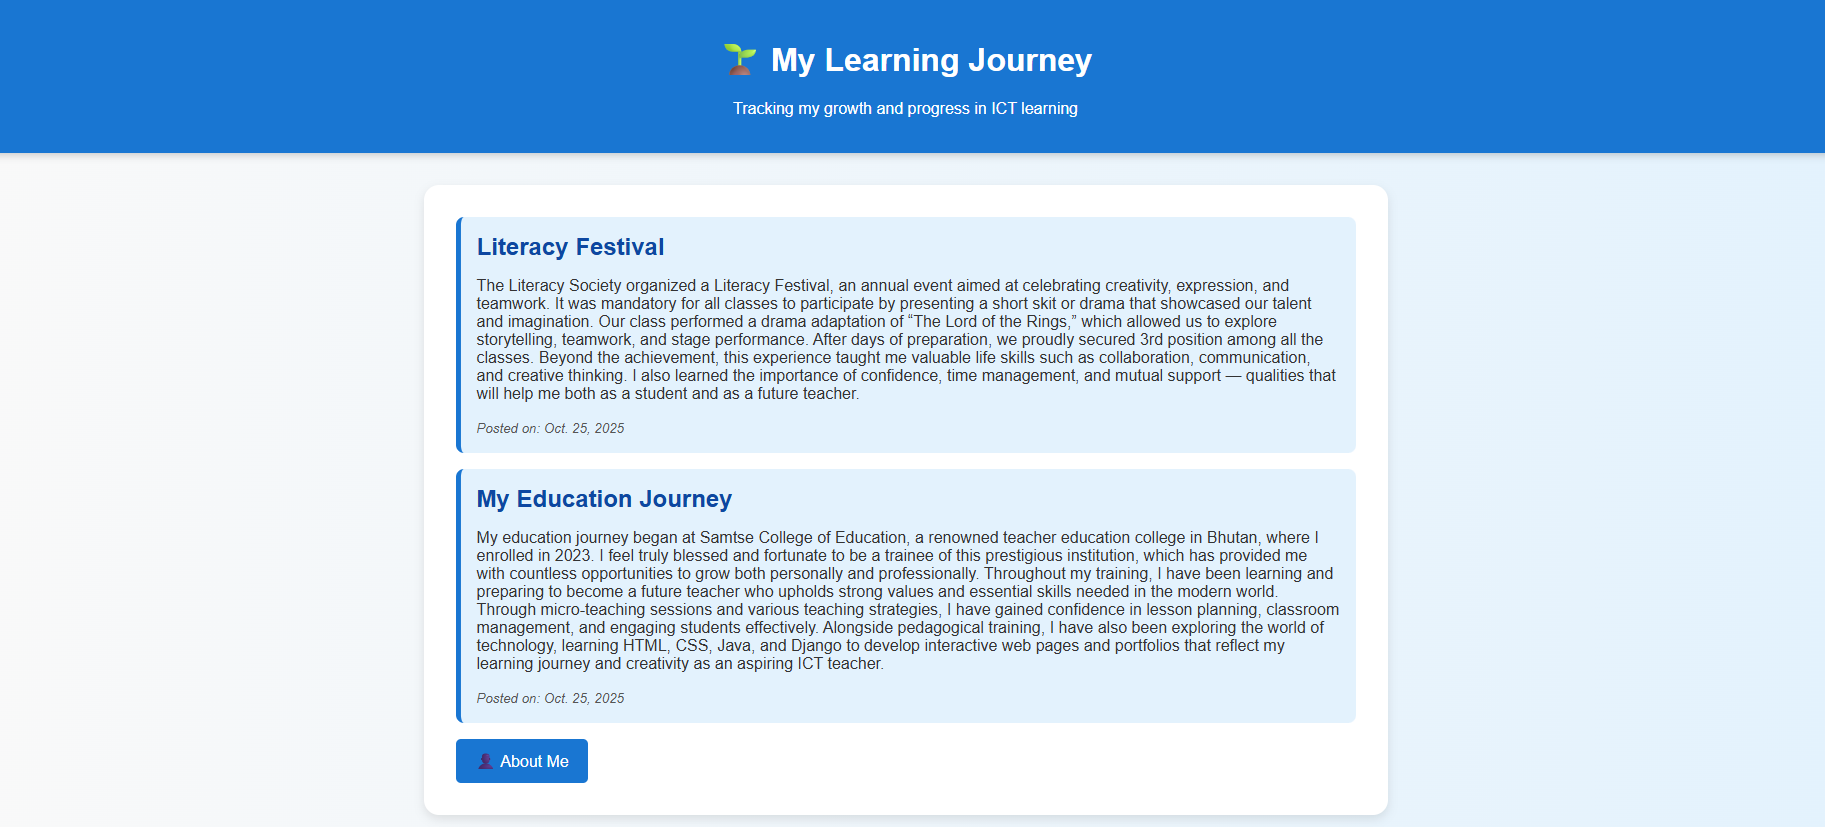 My Learning Journey
Tracking my growth and progress in ICT learning
Literacy Festival
The Literacy Society organized a Literacy Festival, an annual event aimed at celebrating creativity, expression, and
teamwork. It was mandatory for all classes to participate by presenting a short skit or drama that showcased our talent
and imagination. Our class performed a drama adaptation of “The Lord of the Rings,” which allowed us to explore
storytelling, teamwork, and stage performance. After days of preparation, we proudly secured 3rd position among all the
classes. Beyond the achievement, this experience taught me valuable life skills such as collaboration, communication,
and creative thinking. I also learned the importance of confidence, time management, and mutual support — qualities that
will help me both as a student and as a future teacher.
Posted on: Oct. 25, 2025
My Education Journey
My education journey began at Samtse College of Education, a renowned teacher education college in Bhutan, where I
enrolled in 2023. I feel truly blessed and fortunate to be a trainee of this prestigious institution, which has provided me
with countless opportunities to grow both personally and professionally. Throughout my training, I have been learning and
preparing to become a future teacher who upholds strong values and essential skills needed in the modern world.
Through micro-teaching sessions and various teaching strategies, I have gained confidence in lesson planning, classroom
management, and engaging students effectively. Alongside pedagogical training, I have also been exploring the world of
technology, learning HTML, CSS, Java, and Django to develop interactive web pages and portfolios that reflect my
learning journey and creativity as an aspiring ICT teacher.
Posted on: Oct. 25, 2025
About Me